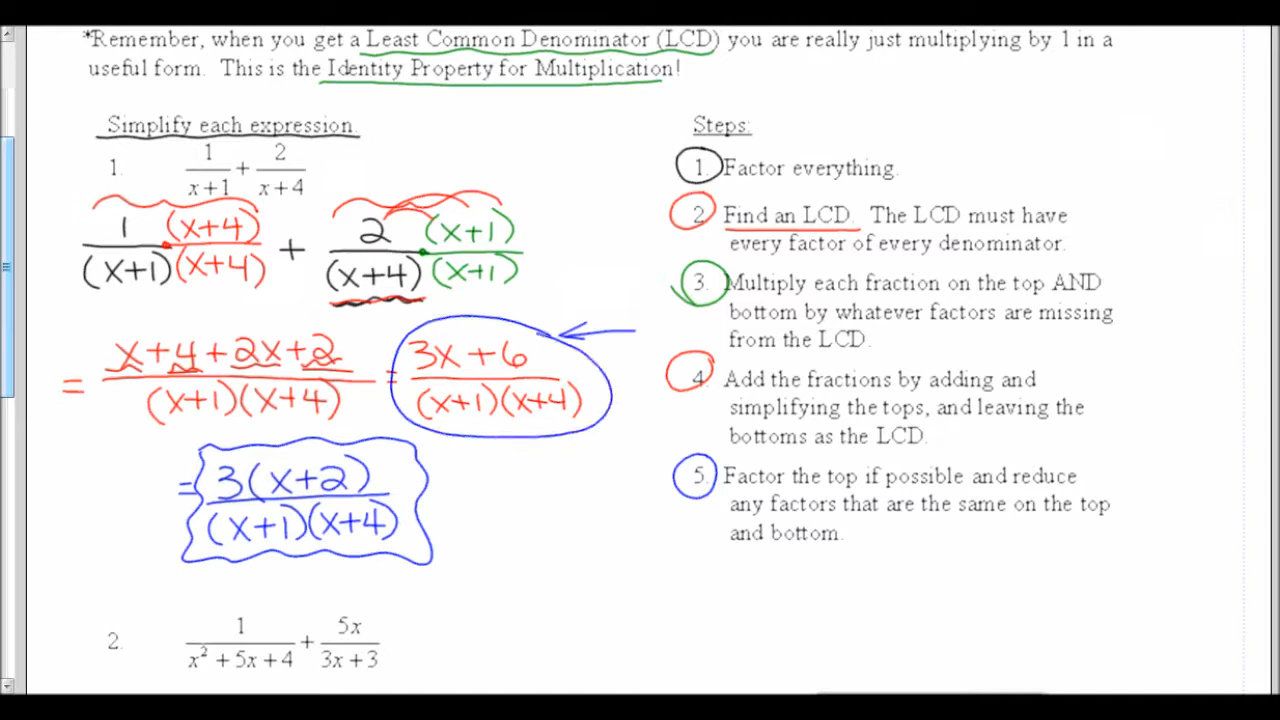 *Remember, when you get a Least Common Denominator (LCD) you are really just multiplying by 1 in a
useful form. This is the Identity Property for Multiplication!
Simplify each expression.
1. 1/(x+1) + 2/(x+4)
1/(x+1) · (x+4)/(x+4) + 2/(x+4) · (x+1)/(x+1)
= (x+4+2x+2)/((x+1)(x+4)) = (3x+6)/((x+1)(x+4))
= 3(x+2)/((x+1)(x+4))
2. 1/(x²+5x+4) + 5x/(3x+3)
Steps:
1. Factor everything.
2. Find an LCD. The LCD must have
every factor of every denominator.
3. Multiply each fraction on the top AND
bottom by whatever factors are missing
from the LCD.
4. Add the fractions by adding and
simplifying the tops, and leaving the
bottoms as the LCD.
5. Factor the top if possible and reduce
any factors that are the same on the top
and bottom.